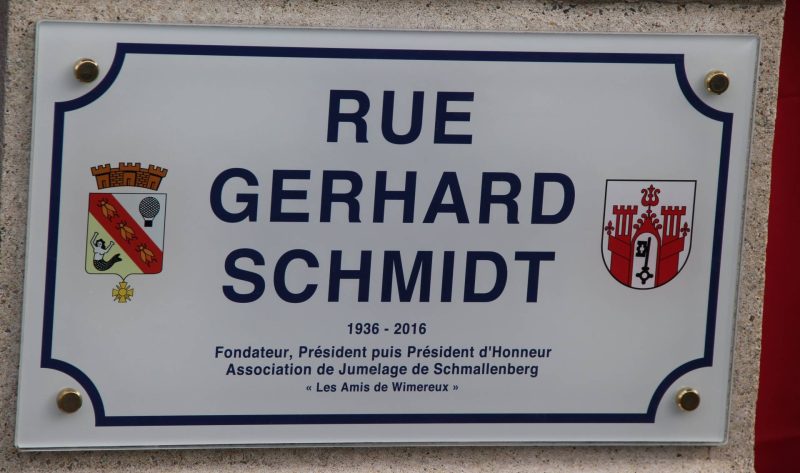 RUE
GERHARD
SCHMIDT
1936 - 2016
Fondateur, Président puis Président d'Honneur
Association de Jumelage de Schmallenberg
« Les Amis de Wimereux »